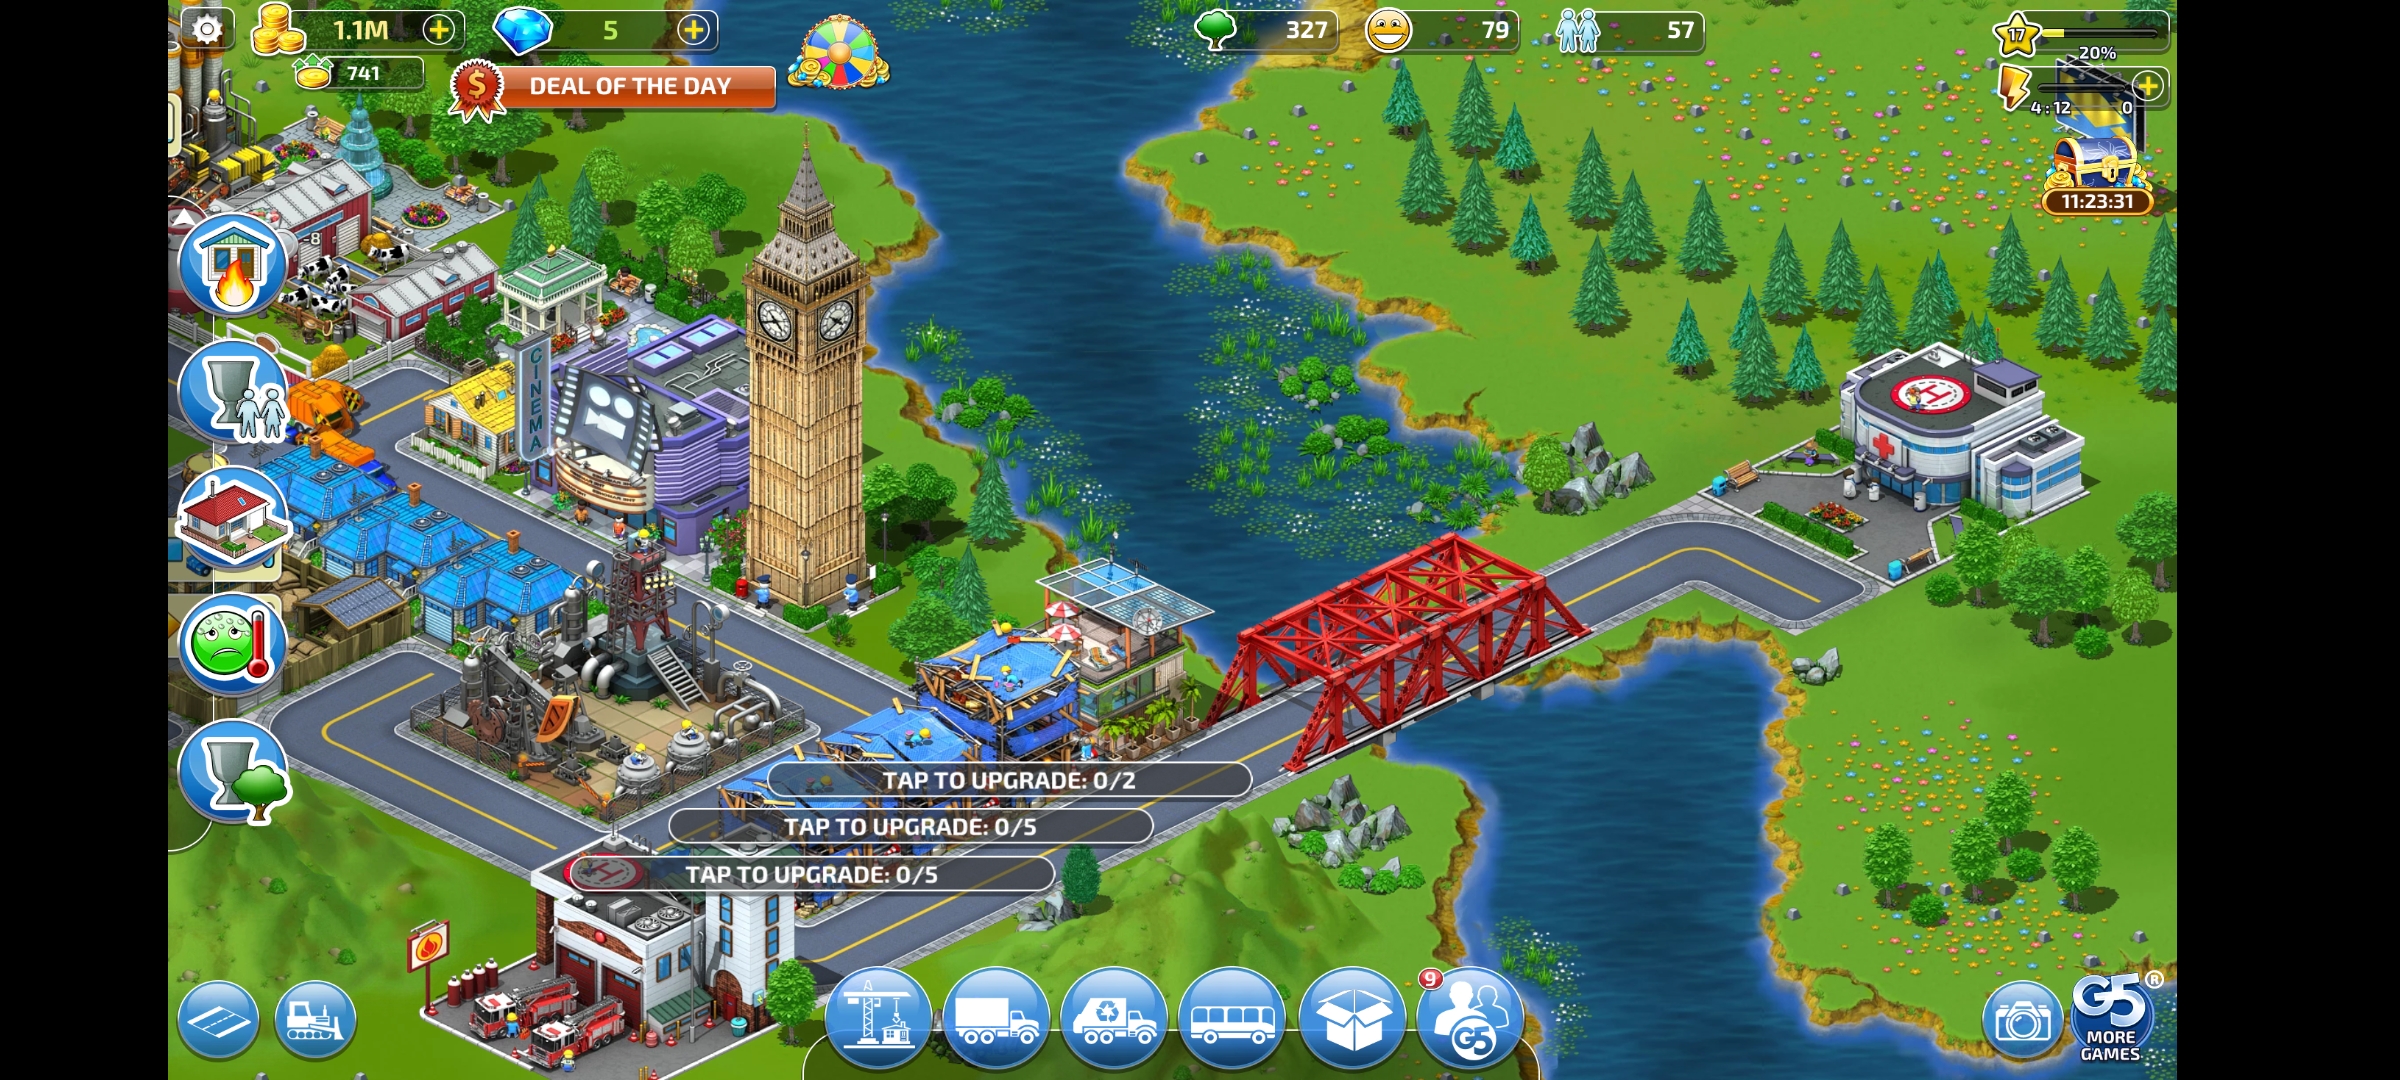 1.1M
5
327
79
57
17
20%
741
DEAL OF THE DAY
4:12
0
11:23:31
-8
CINEMA
TAP TO UPGRADE: 0/2
TAP TO UPGRADE: 0/5
TAP TO UPGRADE: 0/5
9
G5
G5®
MORE
GAMES